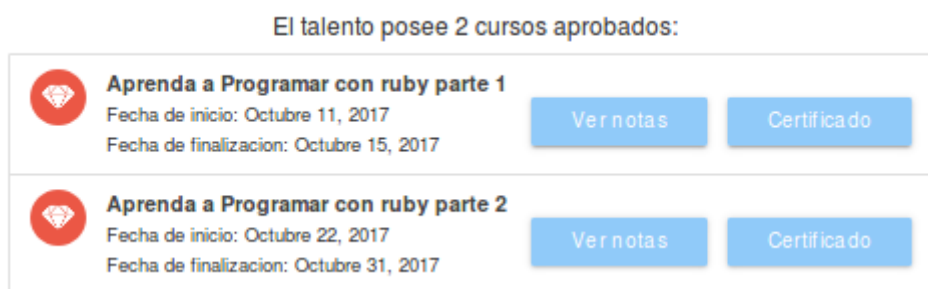 El talento posee 2 cursos aprobados:
Aprenda a Programar con ruby parte 1
Fecha de inicio: Octubre 11, 2017
Fecha de finalizacion: Octubre 15, 2017
Ver notas
Certificado
Aprenda a Programar con ruby parte 2
Fecha de inicio: Octubre 22, 2017
Fecha de finalizacion: Octubre 31, 2017
Ver notas
Certificado